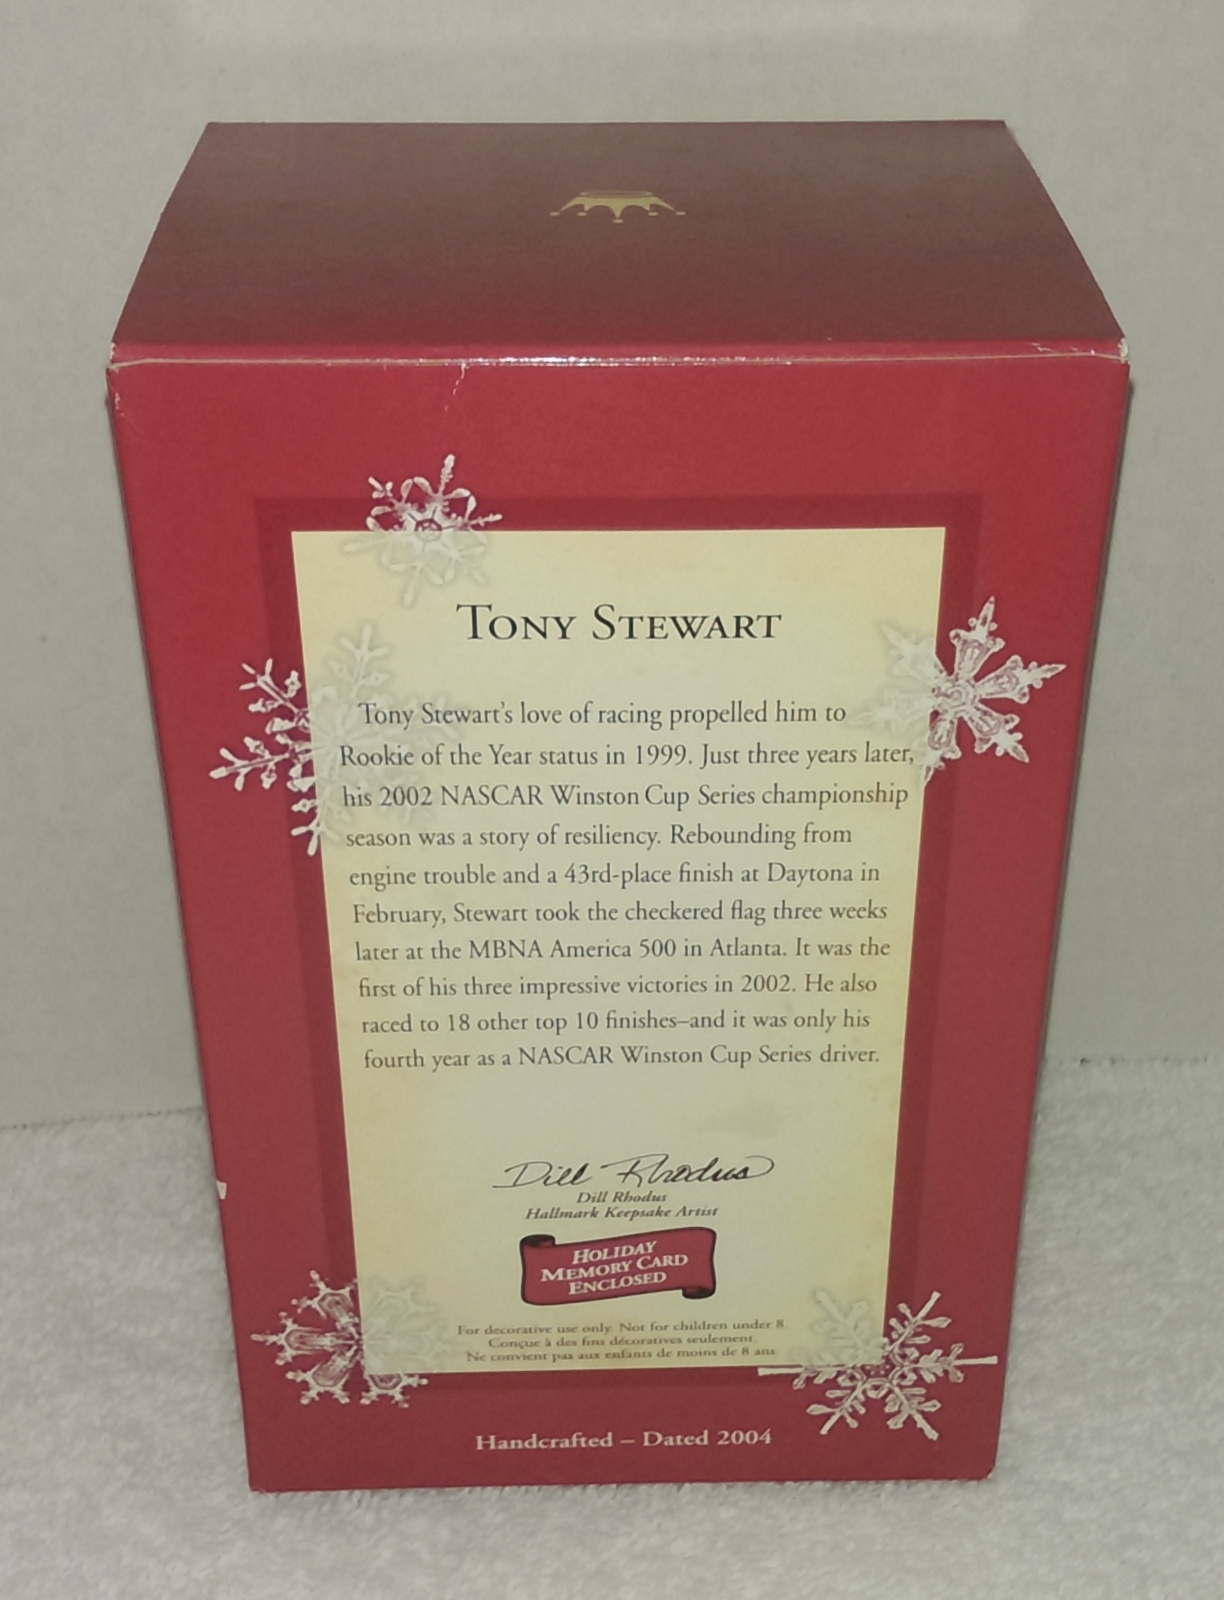 Tony Stewart
Tony Stewart's love of racing propelled him to
Rookie of the Year status in 1999. Just three years later,
his 2002 NASCAR Winston Cup Series championship
season was a story of resiliency. Rebounding from
engine trouble and a 43rd-place finish at Daytona in
February, Stewart took the checkered flag three weeks
later at the MBNA America 500 in Atlanta. It was the
first of his three impressive victories in 2002. He also
raced to 18 other top 10 finishes–and it was only his
fourth year as a NASCAR Winston Cup Series driver.
Dill Rhodus
Dill Rhodus
Hallmark Keepsake Artist
Holiday
Memory Card
Enclosed
For decorative use only. Not for children under 8.
Conçue à des fins décoratives seulement.
Ne convient pas aux enfants de moins de 8 ans.
Handcrafted – Dated 2004